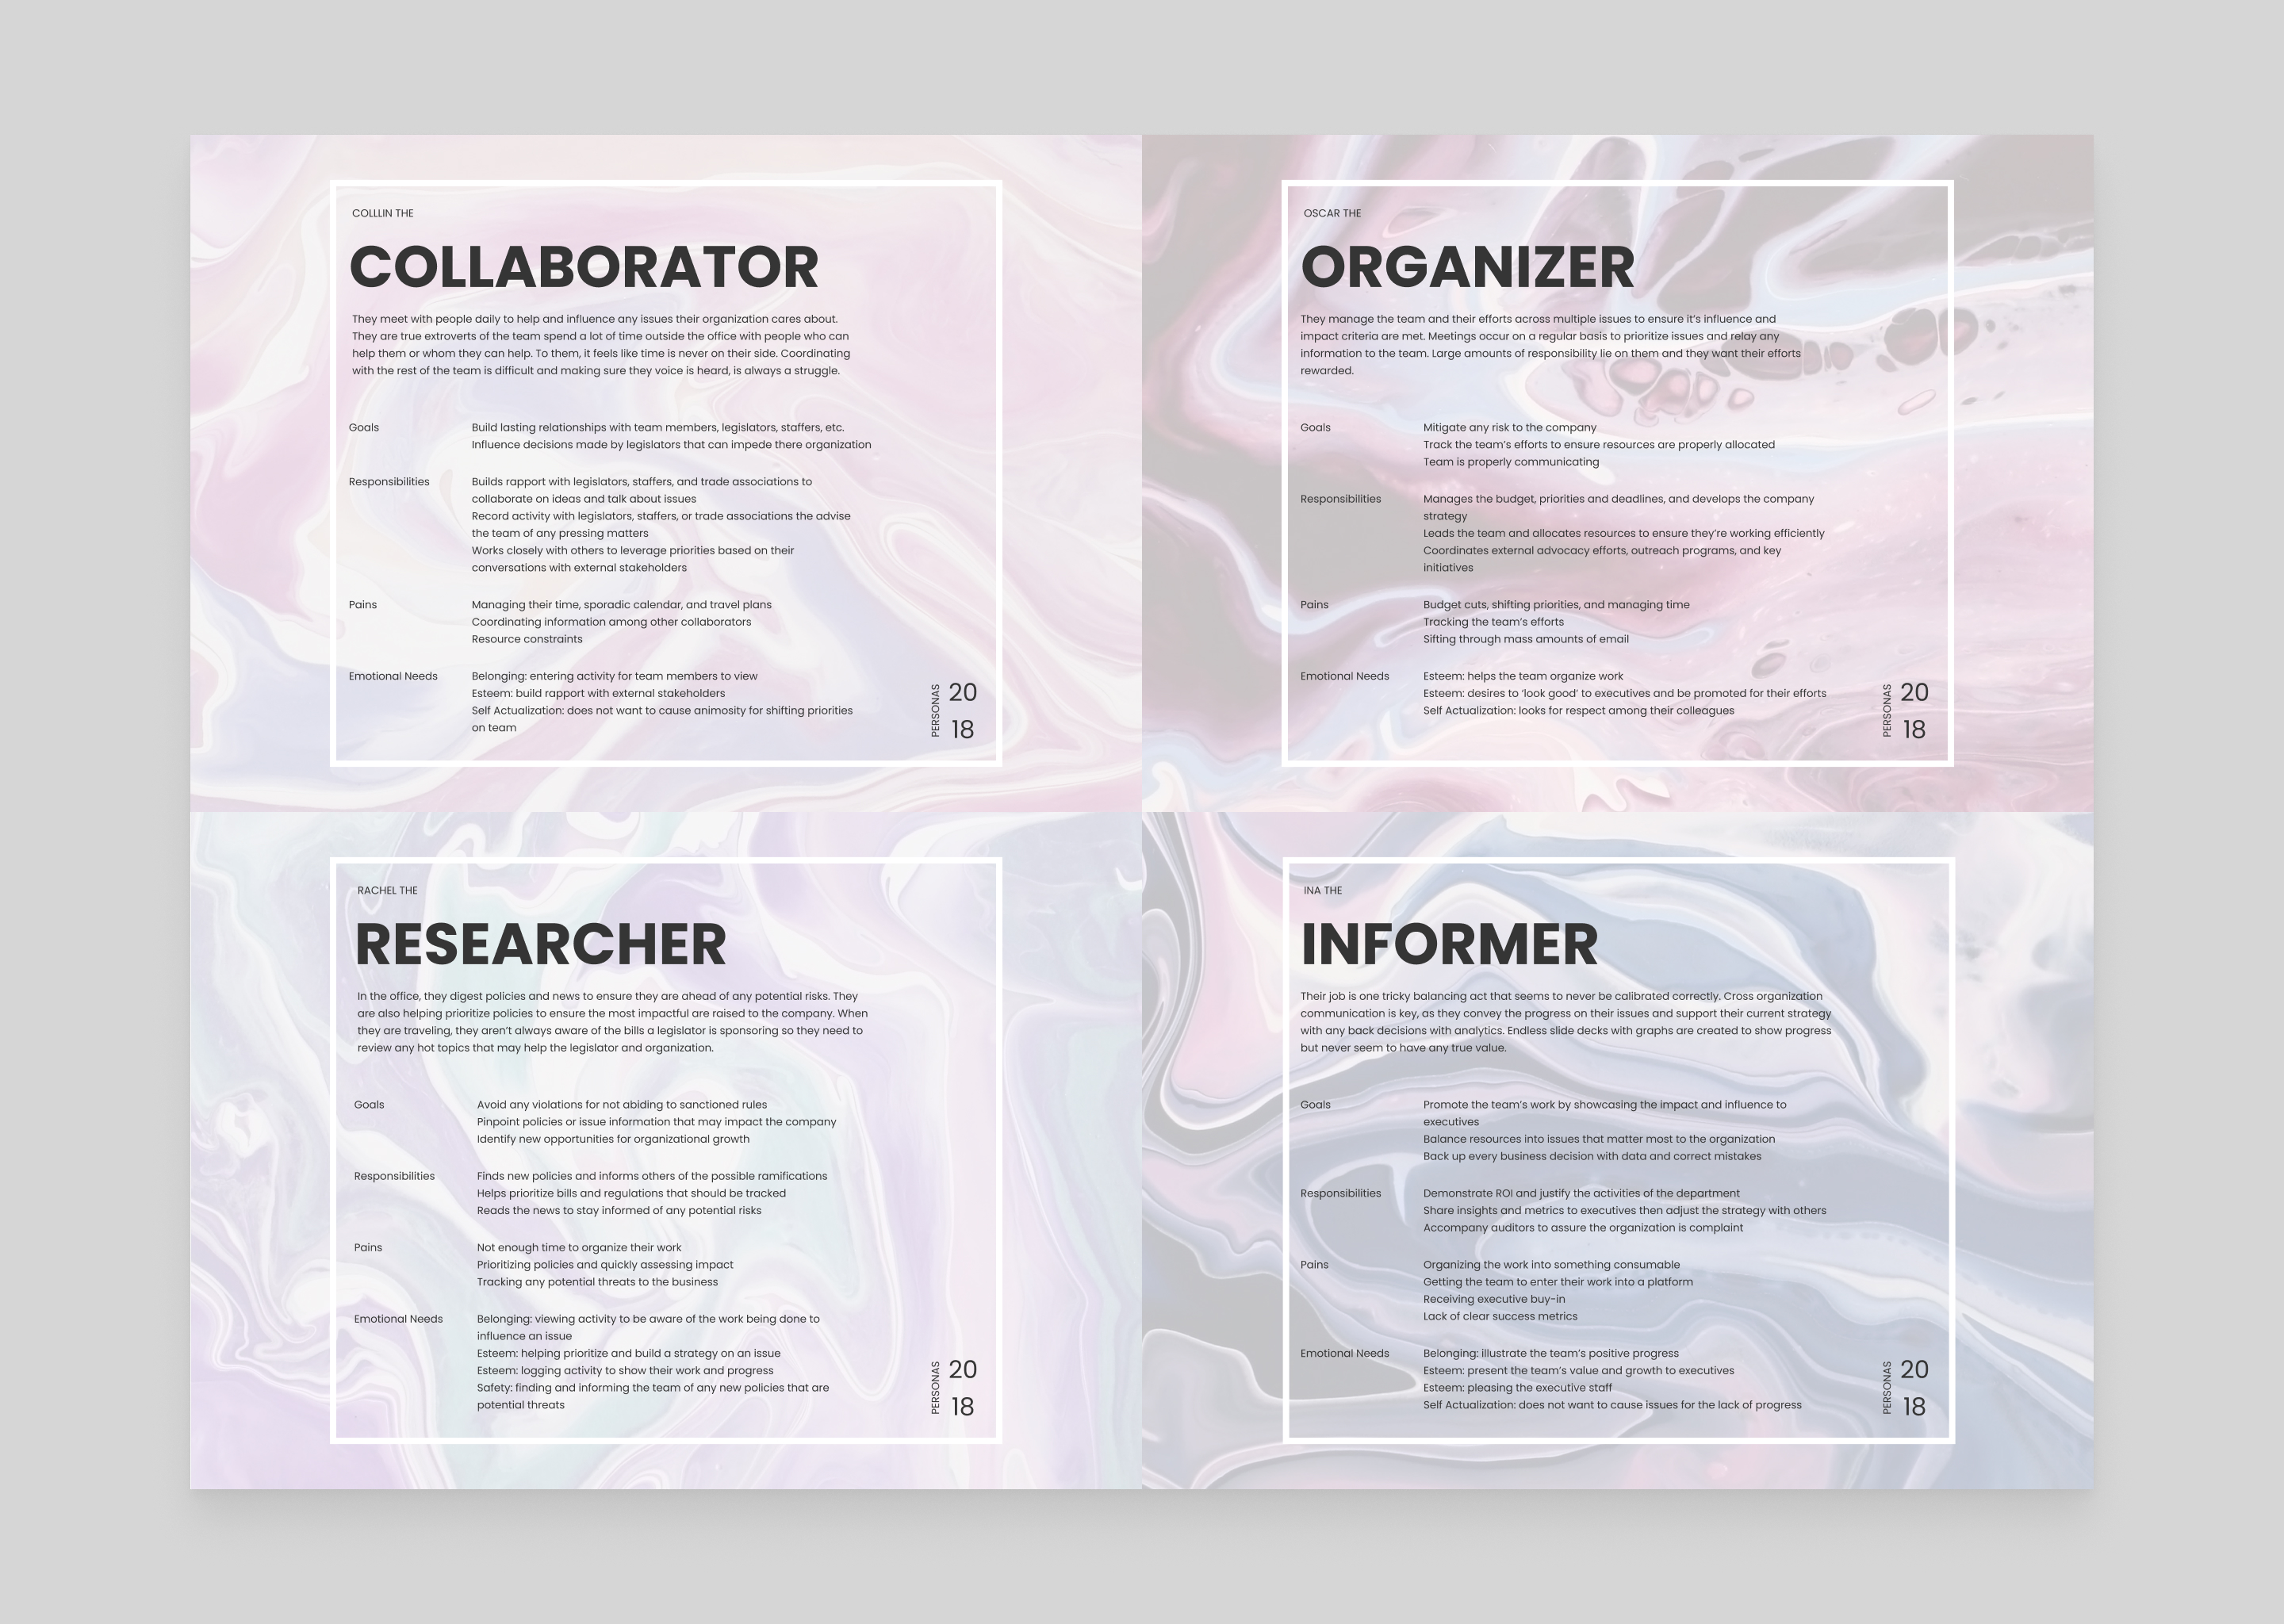 COLLLIN THE
COLLABORATOR
They meet with people daily to help and influence any issues their organization cares about.
They are true extroverts of the team spend a lot of time outside the office with people who can
help them or whom they can help. To them, it feels like time is never on their side. Coordinating
with the rest of the team is difficult and making sure they voice is heard, is always a struggle.
Goals
Build lasting relationships with team members, legislators, staffers, etc.
Influence decisions made by legislators that can impede there organization
Responsibilities
Builds rapport with legislators, staffers, and trade associations to
collaborate on ideas and talk about issues
Record activity with legislators, staffers, or trade associations the advise
the team of any pressing matters
Works closely with others to leverage priorities based on their
conversations with external stakeholders
Pains
Managing their time, sporadic calendar, and travel plans
Coordinating information among other collaborators
Resource constraints
Emotional Needs
Belonging: entering activity for team members to view
Esteem: build rapport with external stakeholders
Self Actualization: does not want to cause animosity for shifting priorities
on team
PERSONAS
20
18
OSCAR THE
ORGANIZER
They manage the team and their efforts across multiple issues to ensure it's influence and
impact criteria are met. Meetings occur on a regular basis to prioritize issues and relay any
information to the team. Large amounts of responsibility lie on them and they want their efforts
rewarded.
Goals
Mitigate any risk to the company
Track the team's efforts to ensure resources are properly allocated
Team is properly communicating
Responsibilities
Manages the budget, priorities and deadlines, and develops the company
strategy
Leads the team and allocates resources to ensure they're working efficiently
Coordinates external advocacy efforts, outreach programs, and key
initiatives
Pains
Budget cuts, shifting priorities, and managing time
Tracking the team's efforts
Sifting through mass amounts of email
Emotional Needs
Esteem: helps the team organize work
Esteem: desires to 'look good' to executives and be promoted for their efforts
Self Actualization: looks for respect among their colleagues
PERSONAS
20
18
RACHEL THE
RESEARCHER
In the office, they digest policies and news to ensure they are ahead of any potential risks. They
are also helping prioritize policies to ensure the most impactful are raised to the company. When
they are traveling, they aren't always aware of the bills a legislator is sponsoring so they need to
review any hot topics that may help the legislator and organization.
Goals
Avoid any violations for not abiding to sanctioned rules
Pinpoint policies or issue information that may impact the company
Identify new opportunities for organizational growth
Responsibilities
Finds new policies and informs others of the possible ramifications
Helps prioritize bills and regulations that should be tracked
Reads the news to stay informed of any potential risks
Pains
Not enough time to organize their work
Prioritizing policies and quickly assessing impact
Tracking any potential threats to the business
Emotional Needs
Belonging: viewing activity to be aware of the work being done to
influence an issue
Esteem: helping prioritize and build a strategy on an issue
Esteem: logging activity to show their work and progress
Safety: finding and informing the team of any new policies that are
potential threats
PERSONAS
20
18
INA THE
INFORMER
Their job is one tricky balancing act that seems to never be calibrated correctly. Cross organization
communication is key, as they convey the progress on their issues and support their current strategy
with any back decisions with analytics. Endless slide decks with graphs are created to show progress
but never seem to have any true value.
Goals
Promote the team's work by showcasing the impact and influence to
executives
Balance resources into issues that matter most to the organization
Back up every business decision with data and correct mistakes
Responsibilities
Demonstrate ROI and justify the activities of the department
Share insights and metrics to executives then adjust the strategy with others
Accompany auditors to assure the organization is complaint
Pains
Organizing the work into something consumable
Getting the team to enter their work into a platform
Receiving executive buy-in
Lack of clear success metrics
Emotional Needs
Belonging: illustrate the team's positive progress
Esteem: present the team's value and growth to executives
Esteem: pleasing the executive staff
Self Actualization: does not want to cause issues for the lack of progress
PERSONAS
20
18